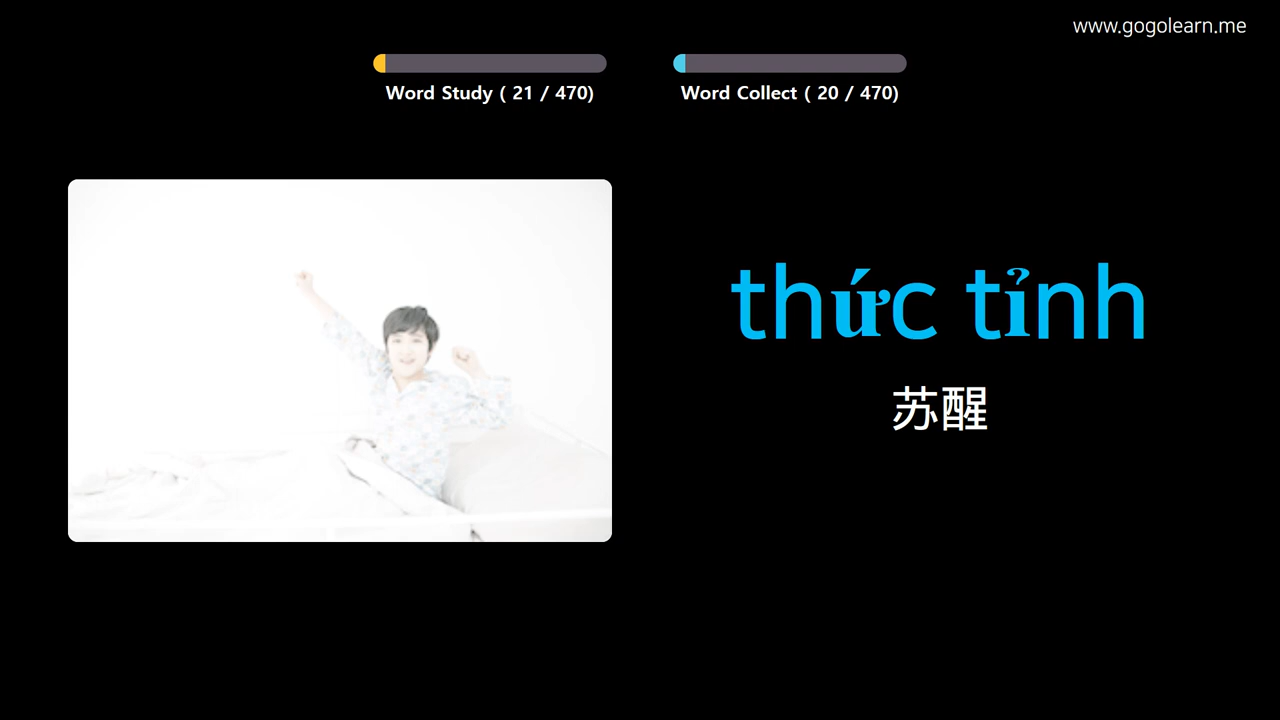 www.gogolearn.me
Word Study ( 21 / 470)
Word Collect ( 20 / 470)
thức tỉnh
苏醒